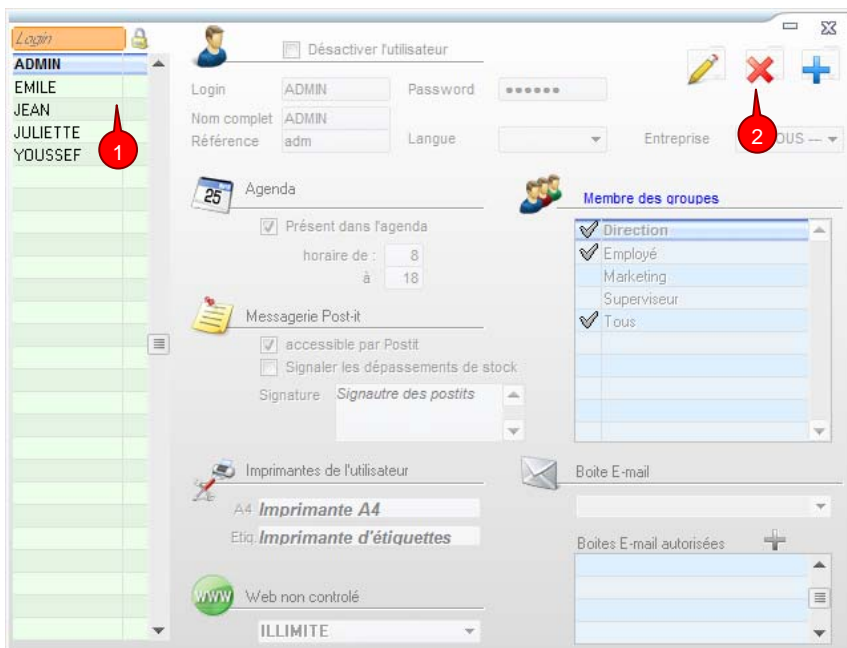 Login
ADMIN
EMILE
JEAN
JULIETTE
YOUSSEF
1
Désactiver l'utilisateur
Login ADMIN Password ●●●●●●
Nom complet ADMIN
Référence adm Langue Entreprise OUS ---
2
25 Agenda
Présent dans l'agenda
horaire de : 8
à 18
Messagerie Post-it
accessible par Postit
Signaler les dépassements de stock
Signature Signautre des postits
Imprimantes de l'utilisateur
A4 Imprimante A4
Etiq. Imprimante d'étiquettes
WWW Web non controlé
ILLIMITE
Membre des groupes
Direction
Employé
Marketing
Superviseur
Tous
Boite E-mail
Boites E-mail autorisées